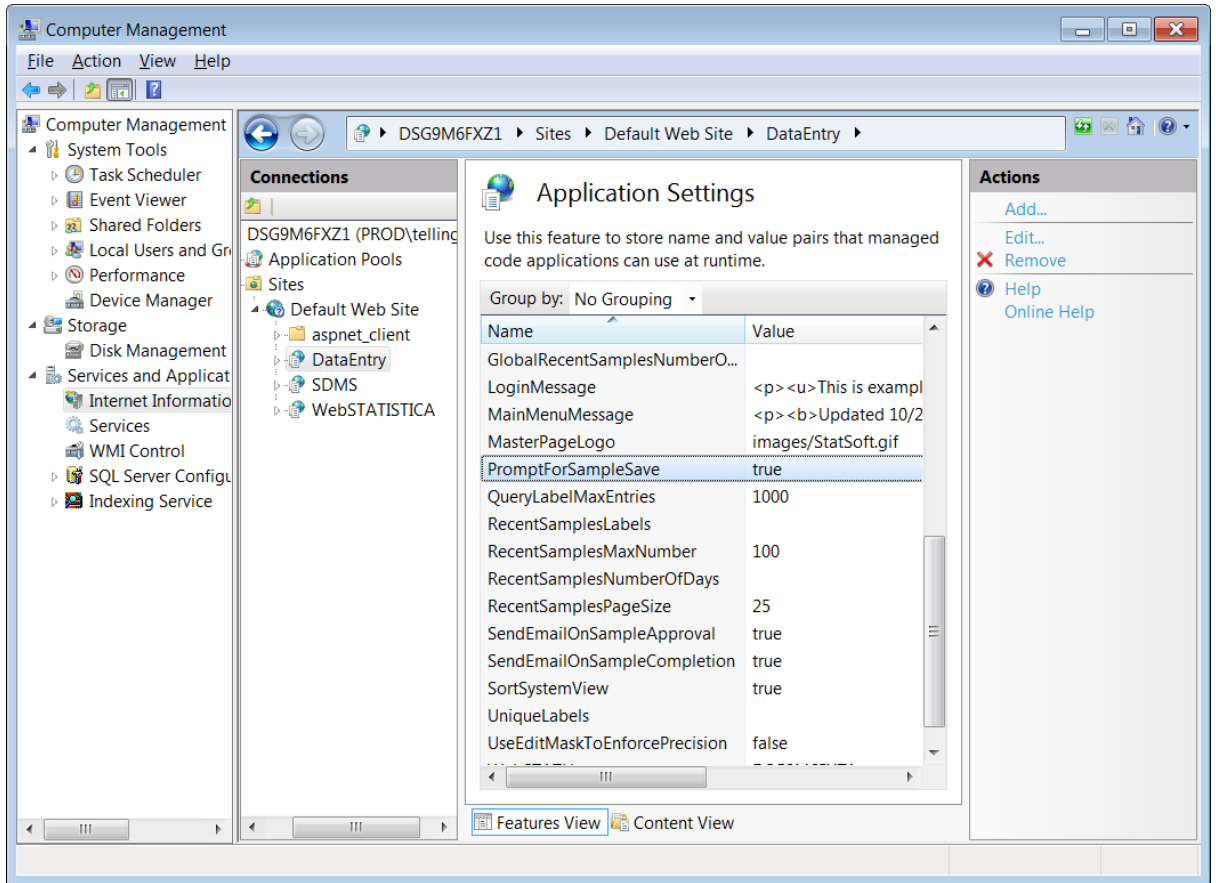 Computer Management
File Action View Help
Computer Management
System Tools
Task Scheduler
Event Viewer
Shared Folders
Local Users and Gr
Performance
Device Manager
Storage
Disk Management
Services and Applicat
Internet Informatio
Services
WMI Control
SQL Server Configu
Indexing Service
DSG9M6FXZ1 Sites Default Web Site DataEntry
Connections
DSG9M6FXZ1 (PROD\telling
Application Pools
Sites
Default Web Site
aspnet_client
DataEntry
SDMS
WebSTATISTICA
Application Settings
Use this feature to store name and value pairs that managed
code applications can use at runtime.
Group by: No Grouping
Name Value
GlobalRecentSamplesNumberO...
LoginMessage <p><u>This is exampl
MainMenuMessage <p><b>Updated 10/2
MasterPageLogo images/StatSoft.gif
PromptForSampleSave true
QueryLabelMaxEntries 1000
RecentSamplesLabels
RecentSamplesMaxNumber 100
RecentSamplesNumberOfDays
RecentSamplesPageSize 25
SendEmailOnSampleApproval true
SendEmailOnSampleCompletion true
SortSystemView true
UniqueLabels
UseEditMaskToEnforcePrecision false
Features View Content View
Actions
Add...
Edit...
Remove
Help
Online Help